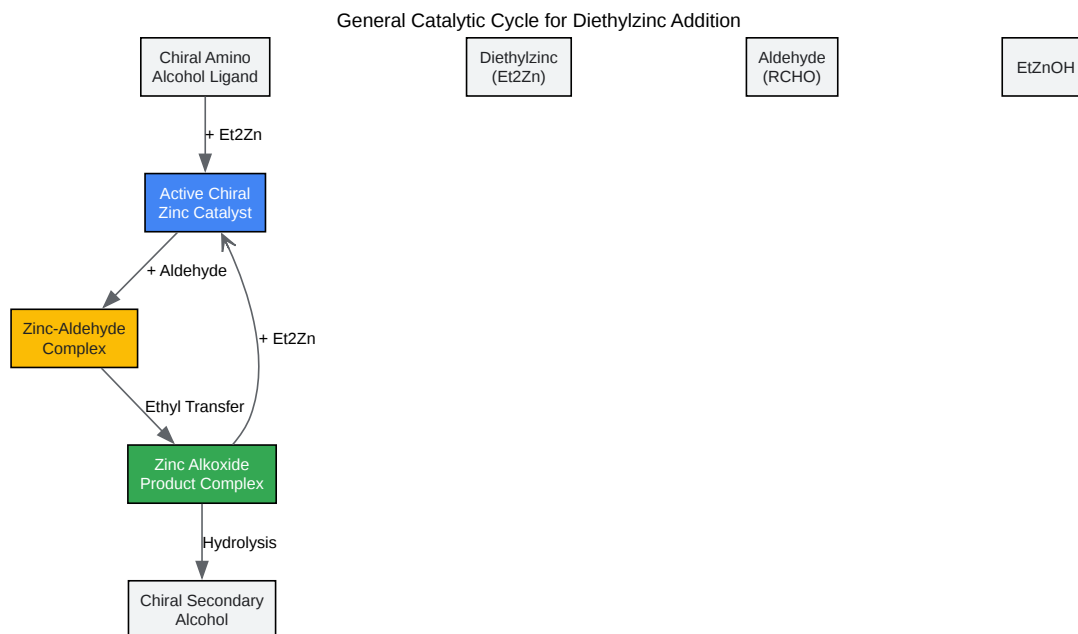 General Catalytic Cycle for Diethylzinc Addition
Chiral Amino
Alcohol Ligand
Diethylzinc
(Et2Zn)
Aldehyde
(RCHO)
EtZnOH
+ Et2Zn
Active Chiral
Zinc Catalyst
+ Aldehyde
Zinc-Aldehyde
Complex
+ Et2Zn
Ethyl Transfer
Zinc Alkoxide
Product Complex
Hydrolysis
Chiral Secondary
Alcohol